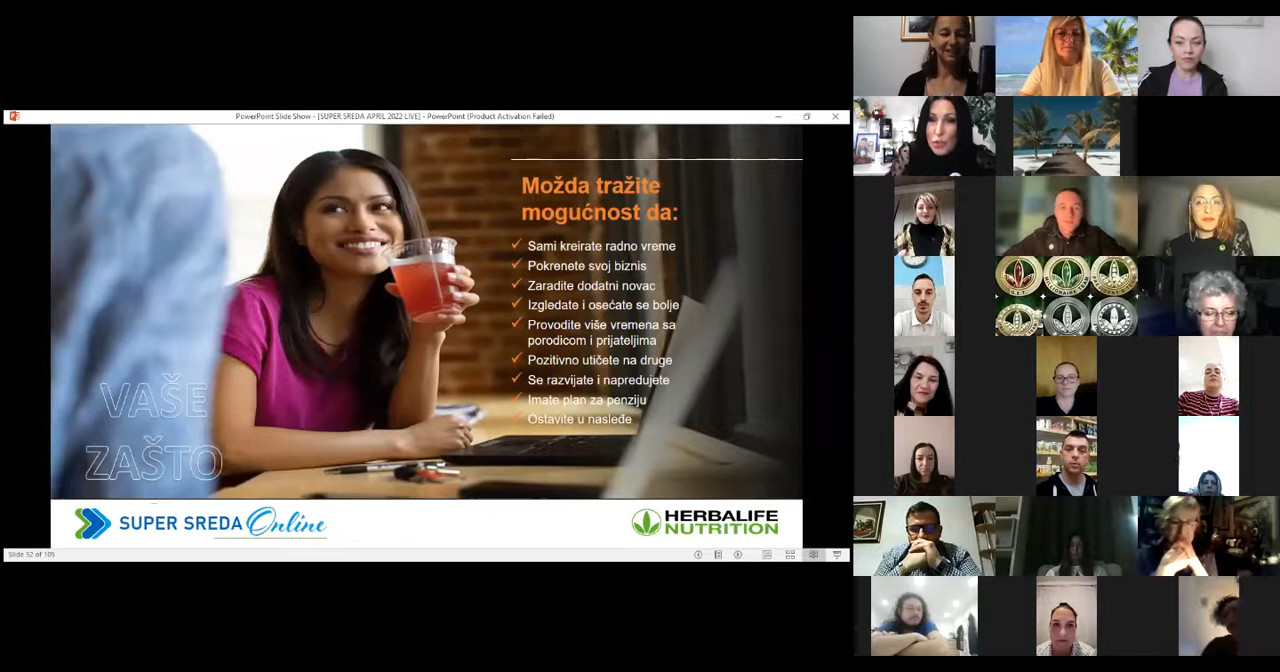 PowerPoint Slide Show - [SUPER SREDA APRIL 2022 LIVE] - PowerPoint (Product Activation Failed)
Možda tražite
mogućnost da:
Sami kreirate radno vreme
Pokrenete svoj biznis
Zaradite dodatni novac
Izgledate i osećate se bolje
Provodite više vremena sa
porodicom i prijateljima
Pozitivno utičete na druge
Se razvijate i napredujete
Imate plan za penziju
Ostavite u nasleđe
VAŠE
ZAŠTO
SUPER SREDA Online
HERBALIFE
NUTRITION
Slide 52 of 105